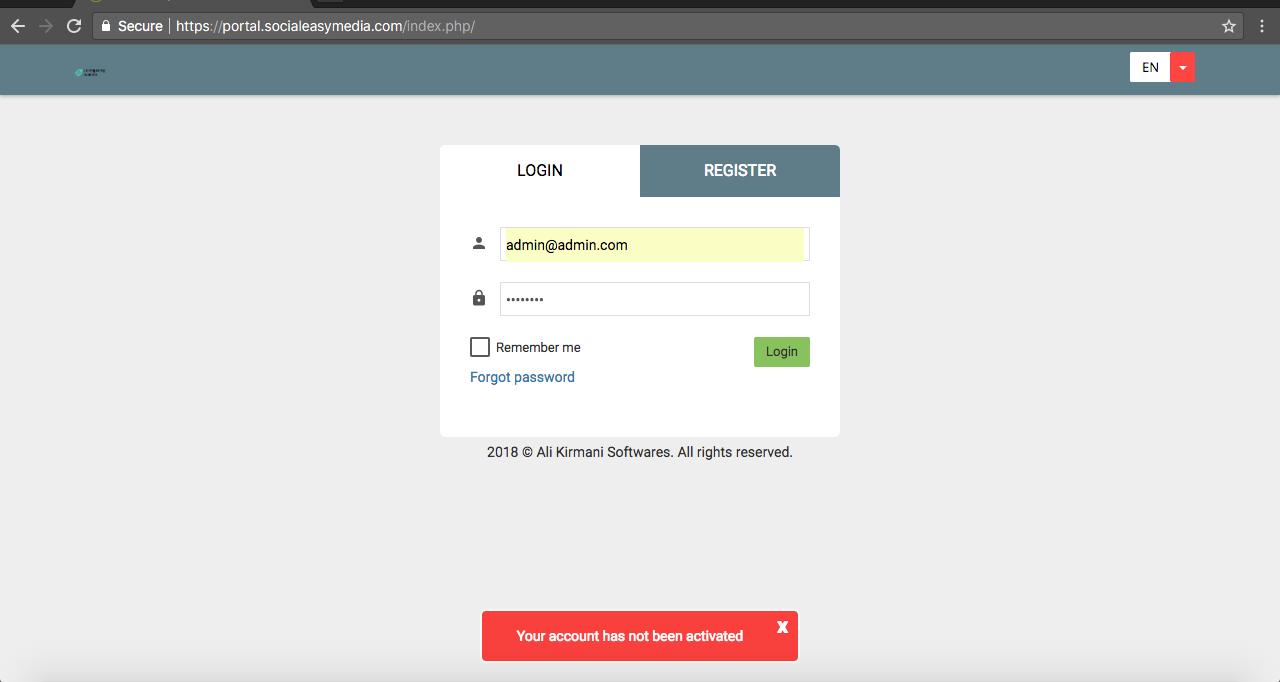 Secure | https://portal.socialeasymedia.com/index.php/
EN
LOGIN
REGISTER
admin@admin.com
••••••••
Remember me
Login
Forgot password
2018 © Ali Kirmani Softwares. All rights reserved.
Your account has not been activated
X